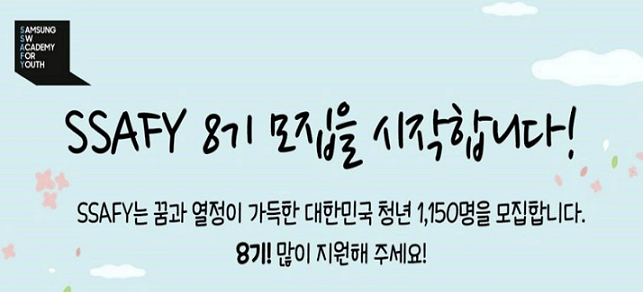 SAMSUNG
SW
ACADEMY
FOR
YOUTH
SSAFY 8기 모집을 시작합니다!
SSAFY는 꿈과 열정이 가득한 대한민국 청년 1,150명을 모집합니다.
8기! 많이 지원해 주세요!